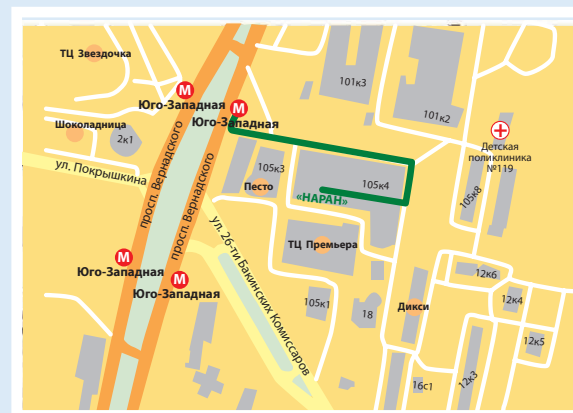 ТЦ Звездочка
101к3
Юго-Западная
М
М
101к2
Шоколадница
2к1
Юго-Западная
Детская
поликлиника
№119
ул. Покрышкина
просп. Вернадского
просп. Вернадского
105к3
Песто
105к4
«НАРАН»
105к8
ул. 26-ти Бакинских Комиссаров
ТЦ Премьера
М
Юго-Западная
М
Юго-Западная
12к6
105к1
18
Дикси
12к4
12к5
12к3
16с1